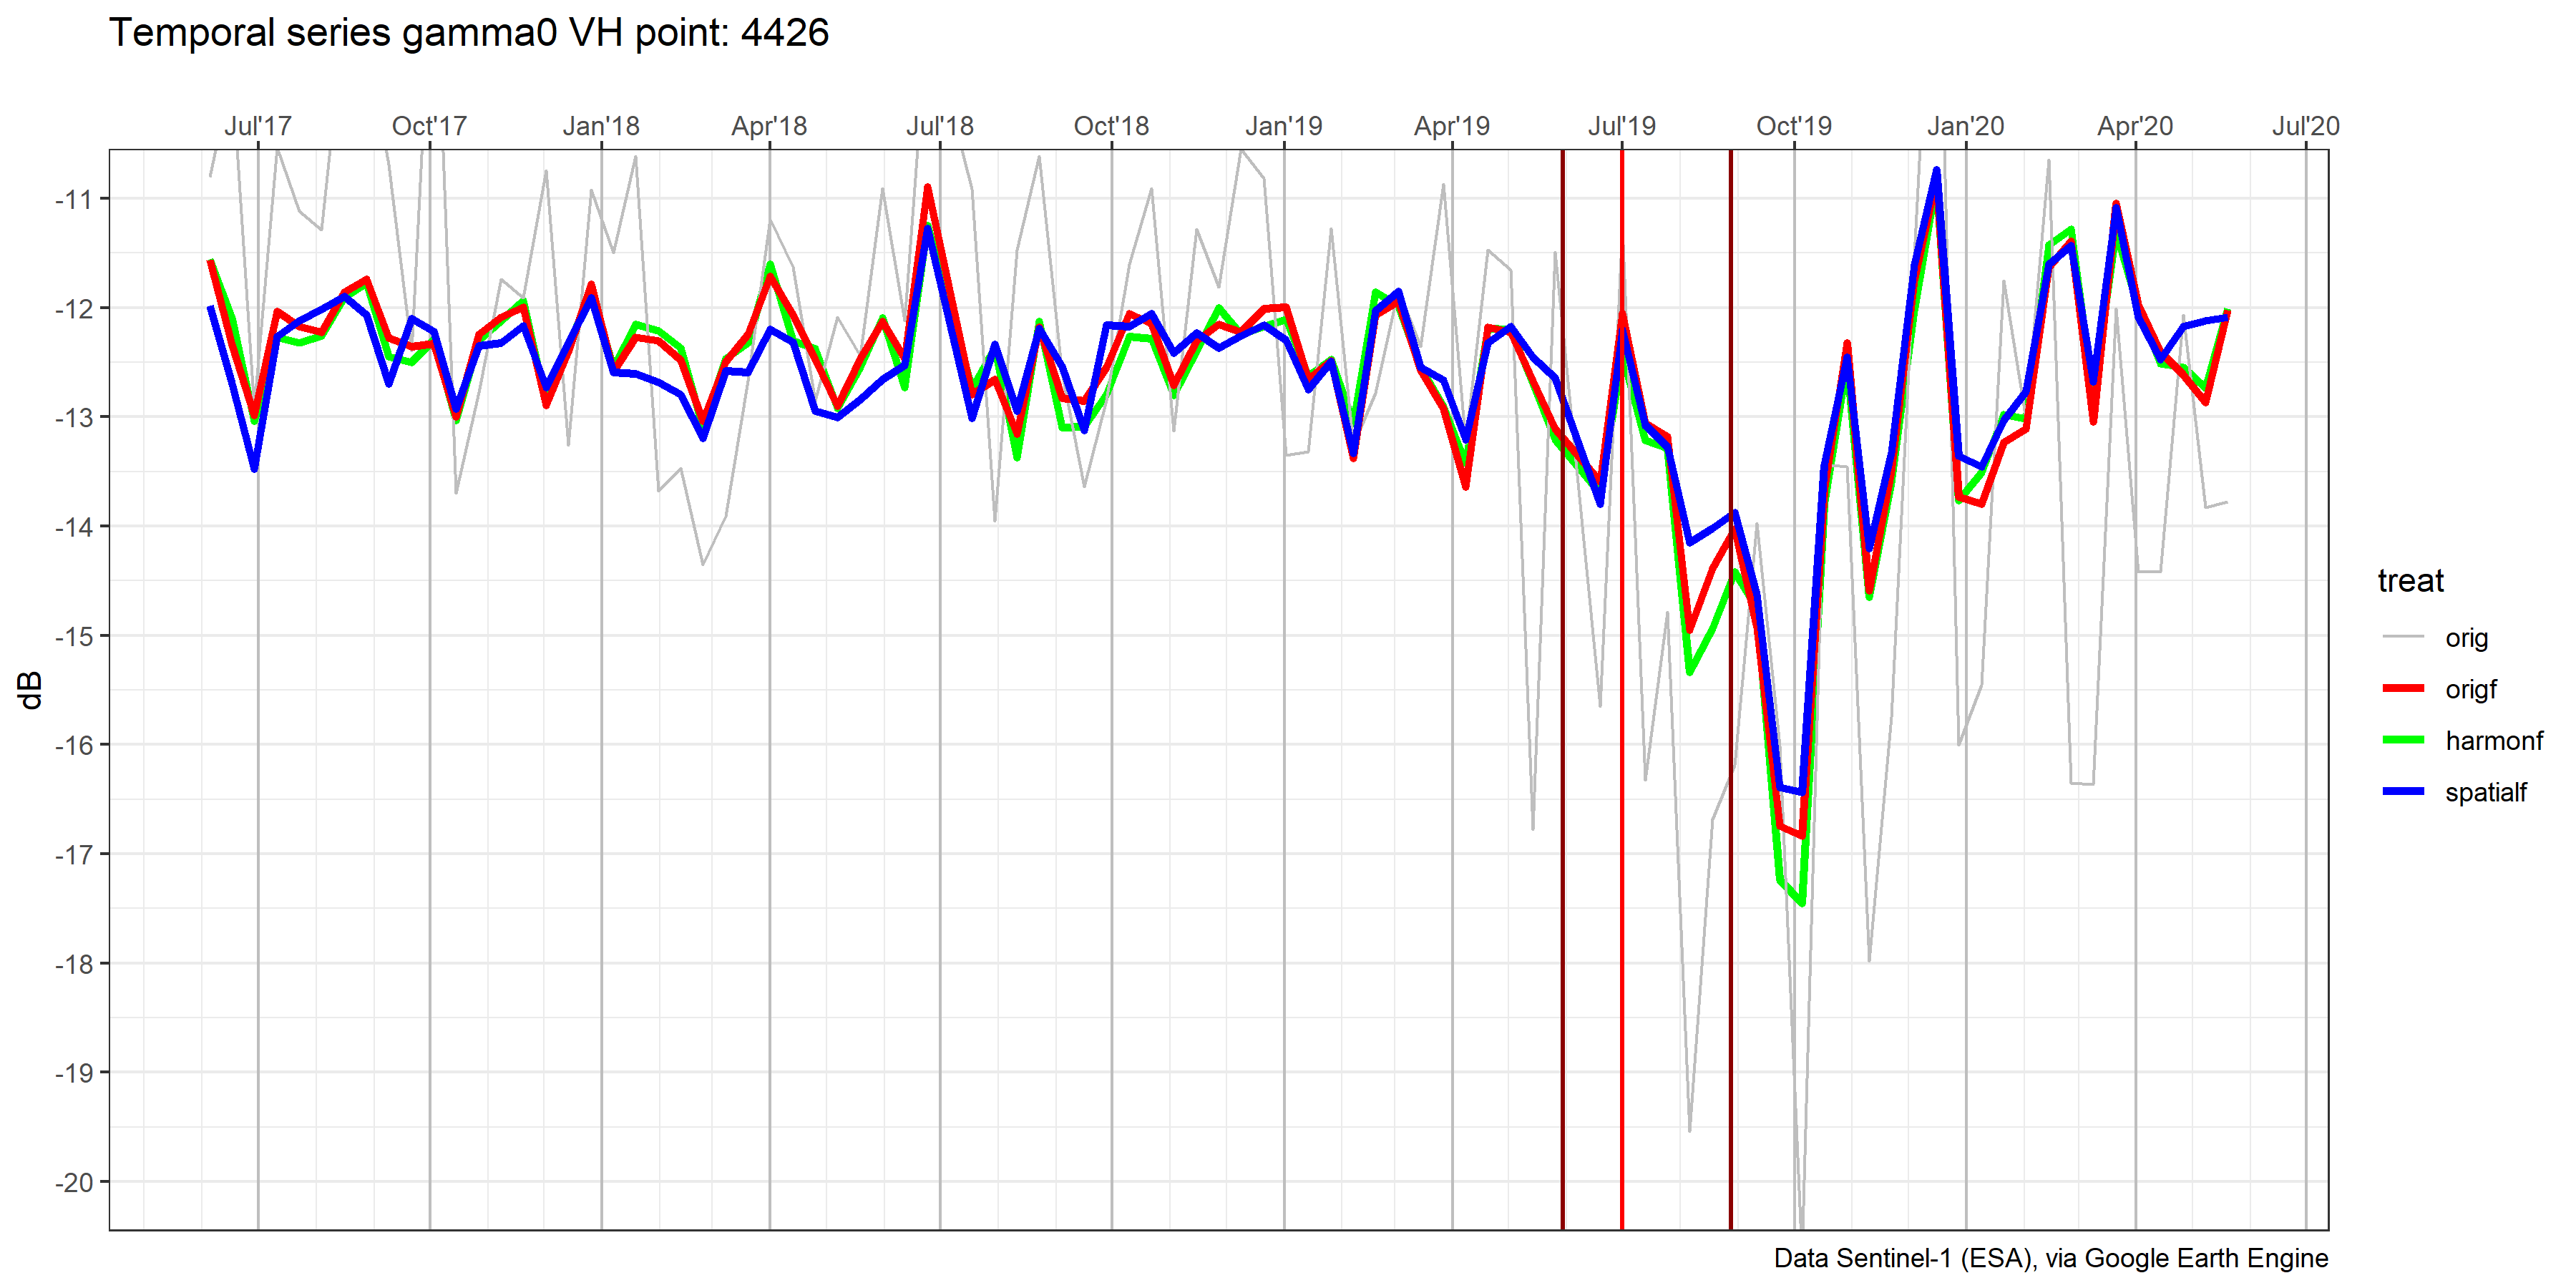 Temporal series gamma0 VH point: 4426
Jul'17 Oct'17 Jan'18 Apr'18 Jul'18 Oct'18 Jan'19 Apr'19 Jul'19 Oct'19 Jan'20 Apr'20 Jul'20
-11
-12
-13
-14
-15
-16
-17
-18
-19
-20
dB
treat
orig
origf
harmonf
spatialf
Data Sentinel-1 (ESA), via Google Earth Engine